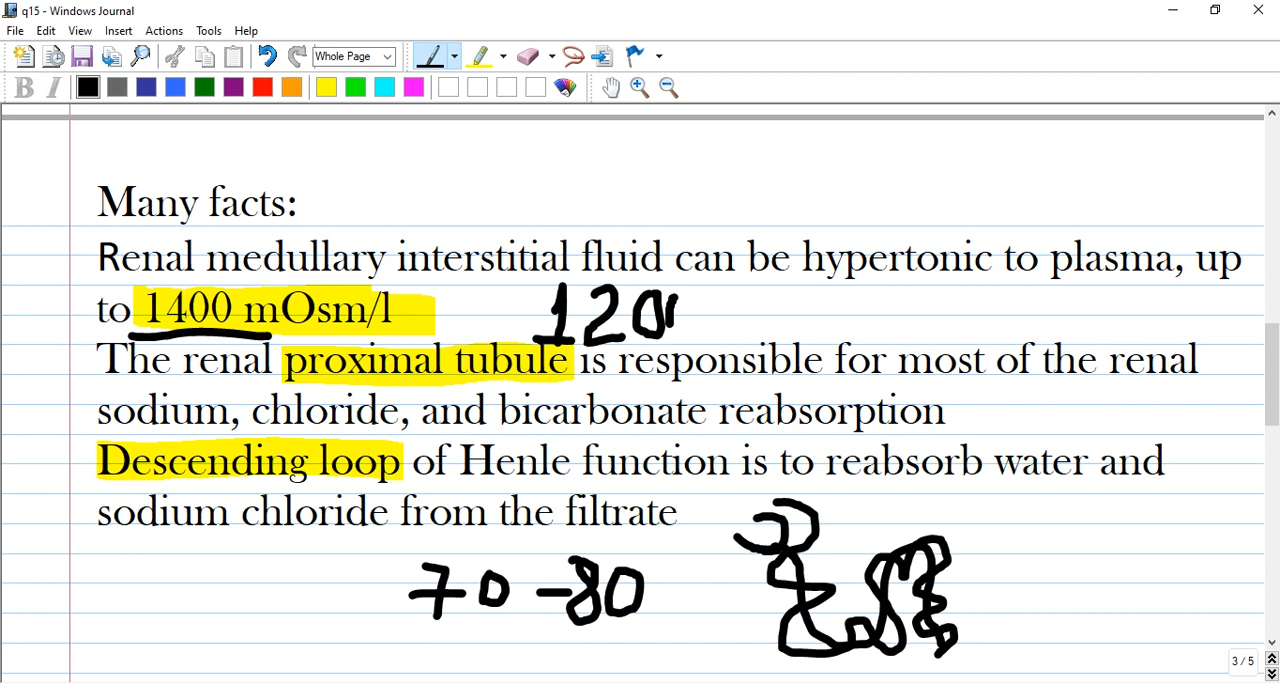 q15 - Windows Journal
File Edit View Insert Actions Tools Help
Whole Page
B I
Many facts:
Renal medullary interstitial fluid can be hypertonic to plasma, up
to 1400 mOsm/l 120
The renal proximal tubule is responsible for most of the renal
sodium, chloride, and bicarbonate reabsorption
Descending loop of Henle function is to reabsorb water and
sodium chloride from the filtrate
70-80
3 / 5